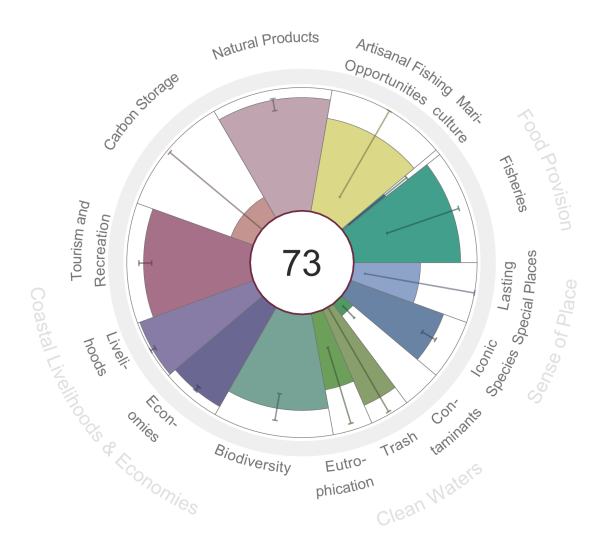 Natural Products
Artisanal Fishing
Opportunities
Mari-
culture
Fisheries
Food Provision
Lasting
Special Places
Iconic
Species
Sense of Place
Con-
taminants
Trash
Eutro-
phication
Clean Waters
Biodiversity
Econ-
omies
Liveli-
hoods
Coastal Livelihoods & Economies
Tourism and
Recreation
Carbon Storage
73